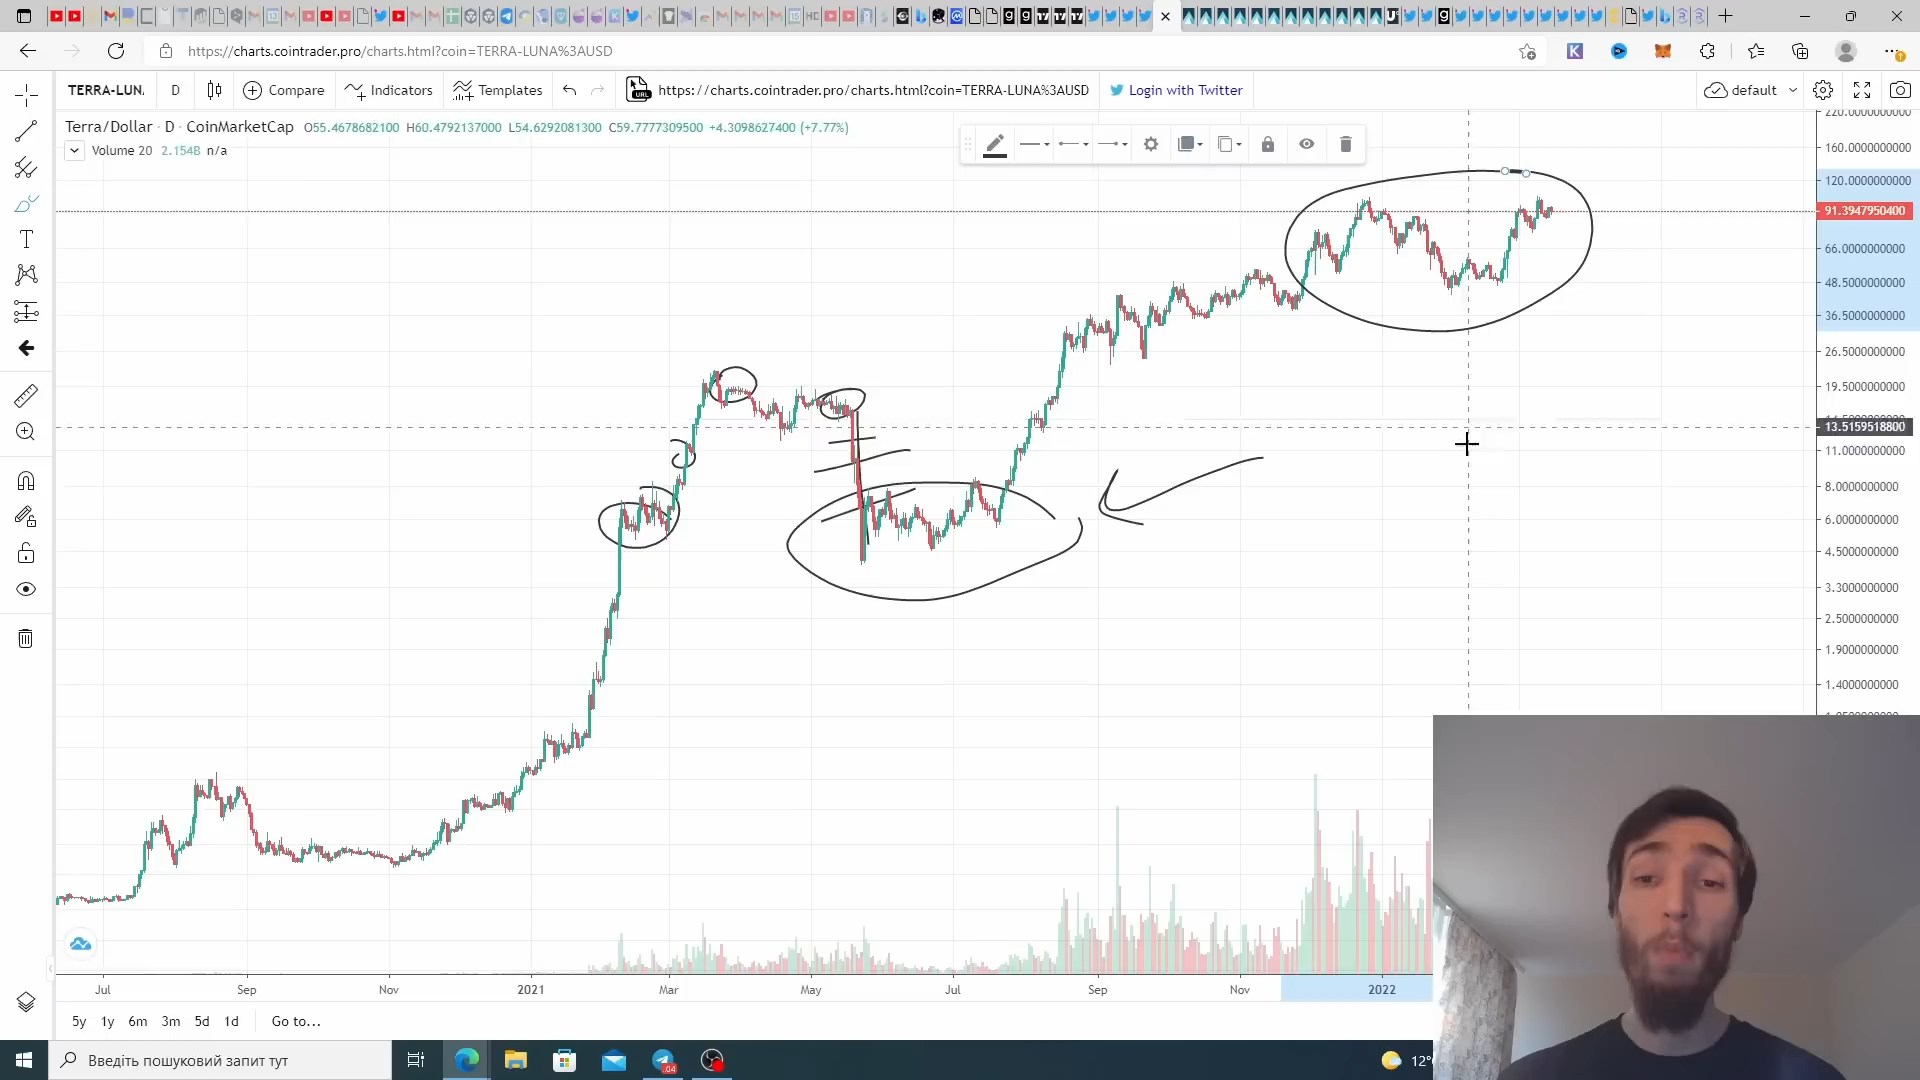 https://charts.cointrader.pro/charts.html?coin=TERRA-LUNA%3AUSD
TERRA-LUN
D
Compare
Indicators
Templates
https://charts.cointrader.pro/charts.html?coin=TERRA-LUNA%3AUSD
Login with Twitter
default
Terra/Dollar · D · CoinMarketCap O55.4678682100 H60.4792137000 L54.6292081300 C59.7777309500 +4.3098627400 (+7.77%)
Volume 20 2.154B n/a
220.0000000000
160.0000000000
120.0000000000
91.3947950400
66.0000000000
48.5000000000
36.5000000000
26.5000000000
19.5000000000
13.5159518800
11.0000000000
8.0000000000
6.0000000000
4.5000000000
3.3000000000
2.5000000000
1.9000000000
1.4000000000
Jul Sep Nov 2021 Mar May Jul Sep Nov 2022
5y 1y 6m 3m 5d 1d Go to...
Введіть пошуковий запит тут
.04
12°